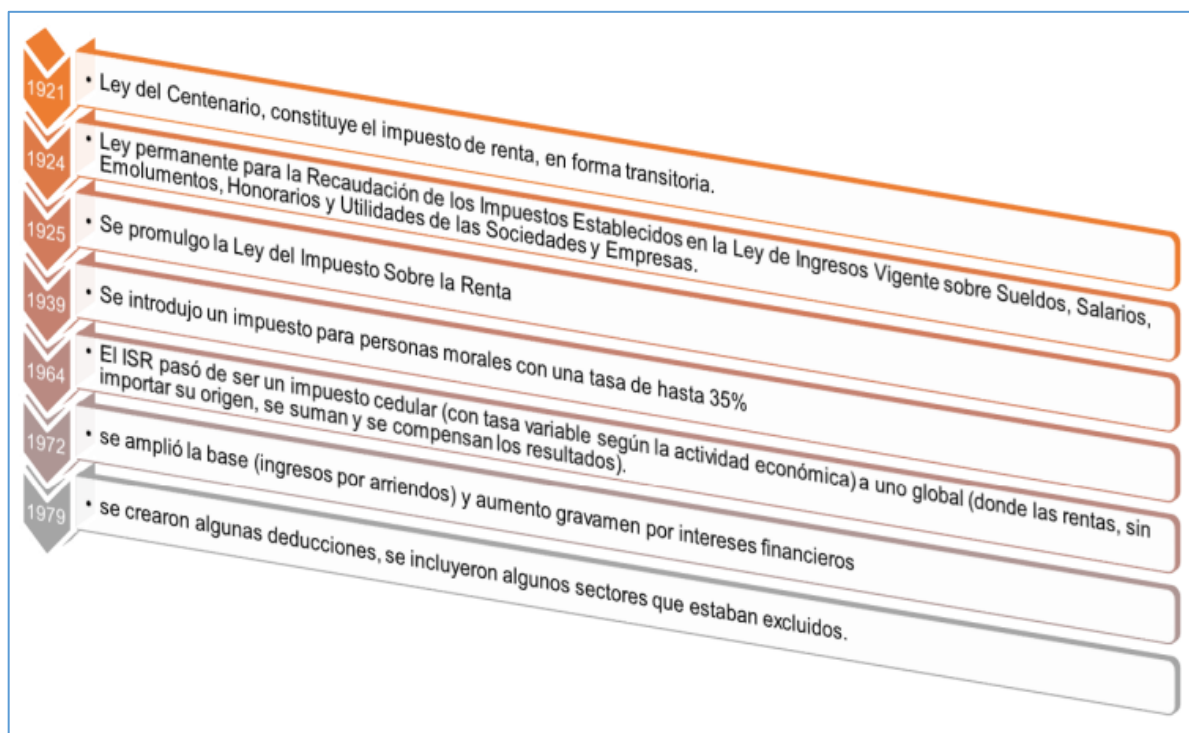 1921
• Ley del Centenario, constituye el impuesto de renta, en forma transitoria.
1924
• Ley permanente para la Recaudación de los Impuestos Establecidos en la Ley de Ingresos Vigente sobre Sueldos, Salarios,
Emolumentos, Honorarios y Utilidades de las Sociedades y Empresas.
1925
• Se promulgo la Ley del Impuesto Sobre la Renta
1939
• Se introdujo un impuesto para personas morales con una tasa de hasta 35%
1964
• El ISR pasó de ser un impuesto cedular (con tasa variable según la actividad económica) a uno global (donde las rentas, sin
importar su origen, se suman y se compensan los resultados).
1972
• se amplió la base (ingresos por arriendos) y aumento gravamen por intereses financieros
1979
• se crearon algunas deducciones, se incluyeron algunos sectores que estaban excluidos.